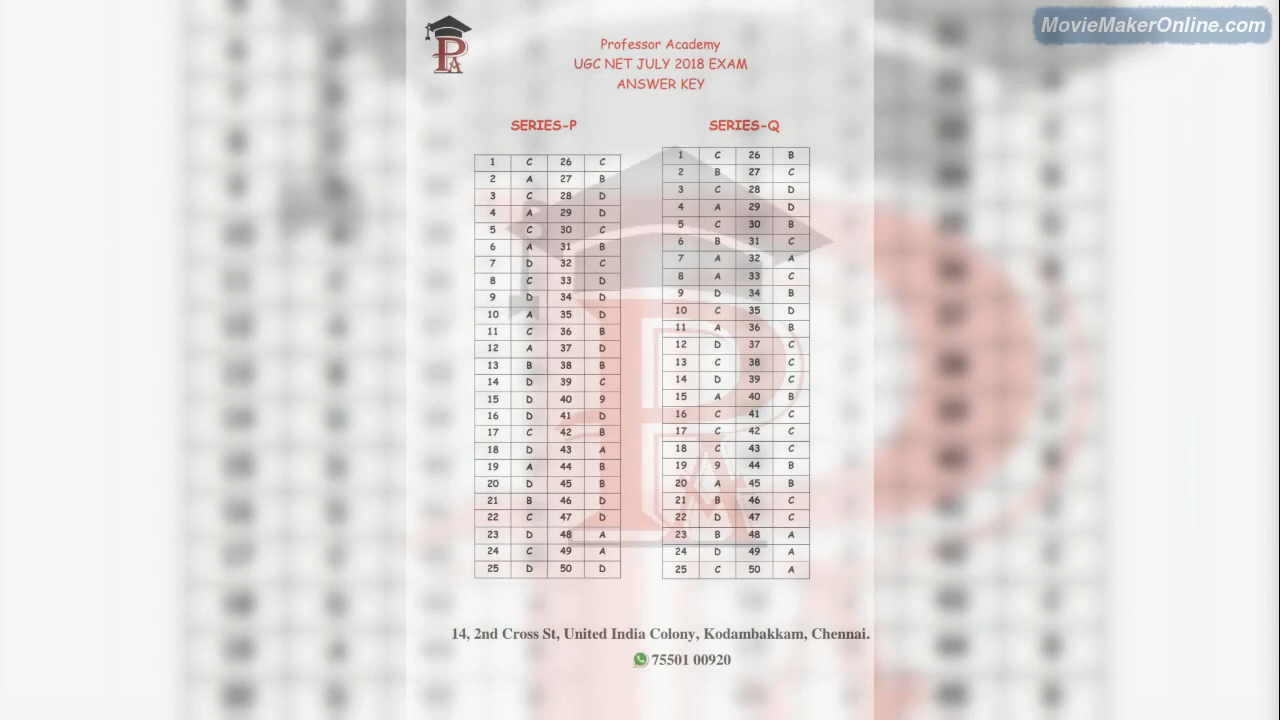 MovieMakerOnline.com
PA
Professor Academy
UGC NET JULY 2018 EXAM
ANSWER KEY
SERIES-P
1 C 26 C
2 A 27 B
3 C 28 D
4 A 29 D
5 C 30 C
6 A 31 B
7 D 32 C
8 C 33 D
9 D 34 D
10 A 35 D
11 C 36 B
12 A 37 D
13 B 38 B
14 D 39 C
15 D 40 9
16 D 41 D
17 C 42 B
18 D 43 A
19 A 44 B
20 D 45 B
21 B 46 D
22 C 47 D
23 D 48 A
24 C 49 A
25 D 50 D
SERIES-Q
1 C 26 B
2 B 27 C
3 C 28 D
4 A 29 D
5 C 30 B
6 B 31 C
7 A 32 A
8 A 33 C
9 D 34 B
10 C 35 D
11 A 36 B
12 D 37 C
13 C 38 C
14 D 39 C
15 A 40 B
16 C 41 C
17 C 42 C
18 C 43 C
19 9 44 B
20 A 45 B
21 B 46 C
22 D 47 C
23 B 48 A
24 D 49 A
25 C 50 A
14, 2nd Cross St, United India Colony, Kodambakkam, Chennai.
75501 00920